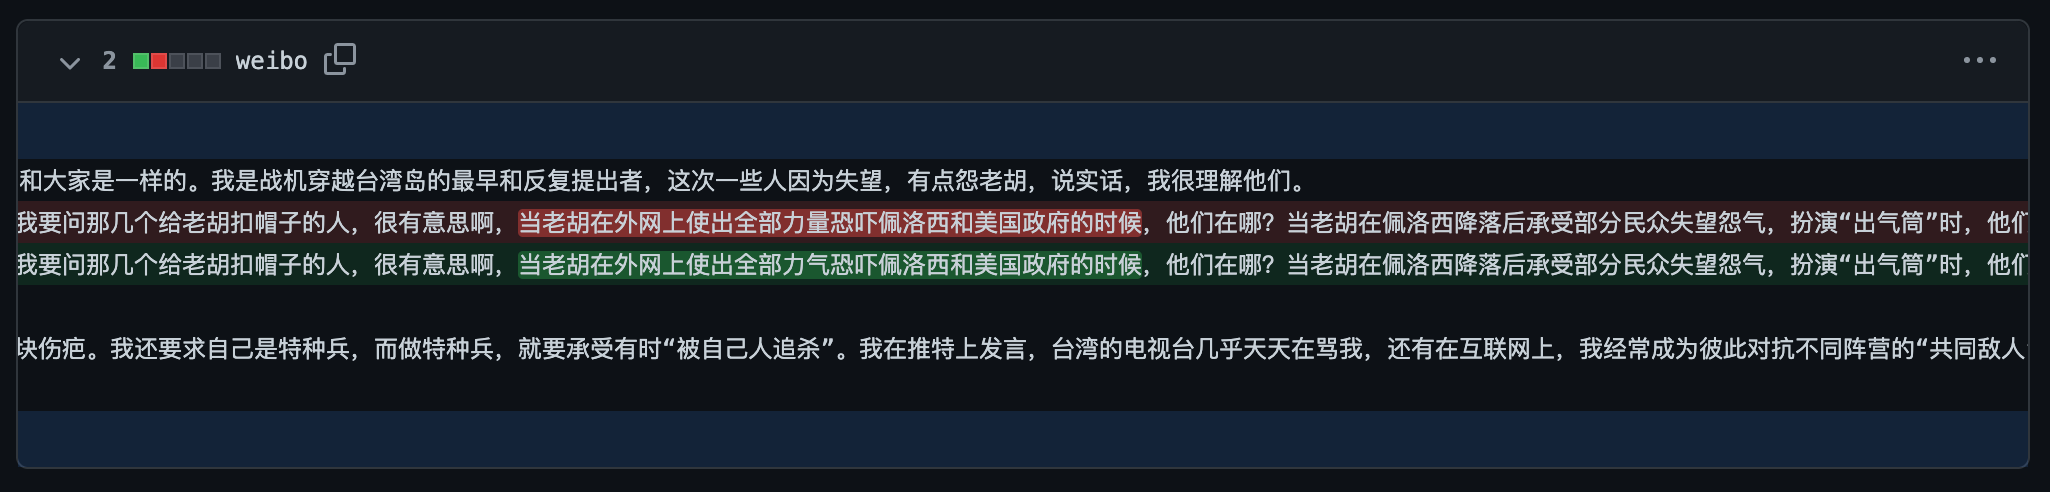 2 weibo
和大家是一样的。我是战机穿越台湾岛的最早和反复提出者，这次一些人因为失望，有点怨老胡，说实话，我很理解他们。
我要问那几个给老胡扣帽子的人，很有意思啊，当老胡在外网上使出全部力量恐吓佩洛西和美国政府的时候，他们在哪？当老胡在佩洛西降落后承受部分民众失望怨气，扮演“出气筒”时，他们
我要问那几个给老胡扣帽子的人，很有意思啊，当老胡在外网上使出全部力气恐吓佩洛西和美国政府的时候，他们在哪？当老胡在佩洛西降落后承受部分民众失望怨气，扮演“出气筒”时，他们
块伤疤。我还要求自己是特种兵，而做特种兵，就要承受有时“被自己人追杀”。我在推特上发言，台湾的电视台几乎天天在骂我，还有在互联网上，我经常成为彼此对抗不同阵营的“共同敌人